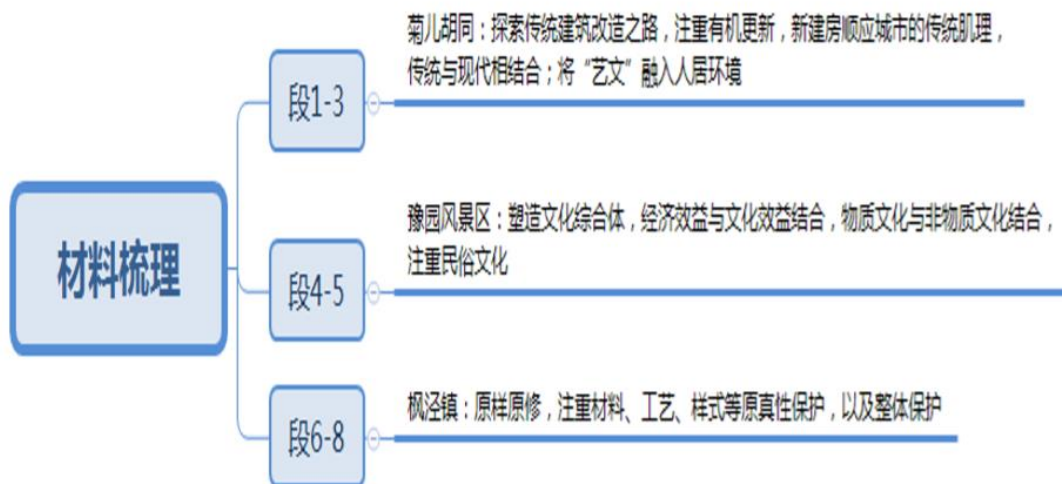 材料梳理
段1-3
菊儿胡同：探索传统建筑改造之路，注重有机更新，新建房顺应城市的传统肌理，
传统与现代相结合；将“艺文”融入人居环境
段4-5
豫园风景区：塑造文化综合体，经济效益与文化效益结合，物质文化与非物质文化结合，
注重民俗文化
段6-8
枫泾镇：原样原修，注重材料、工艺、样式等原真性保护，以及整体保护